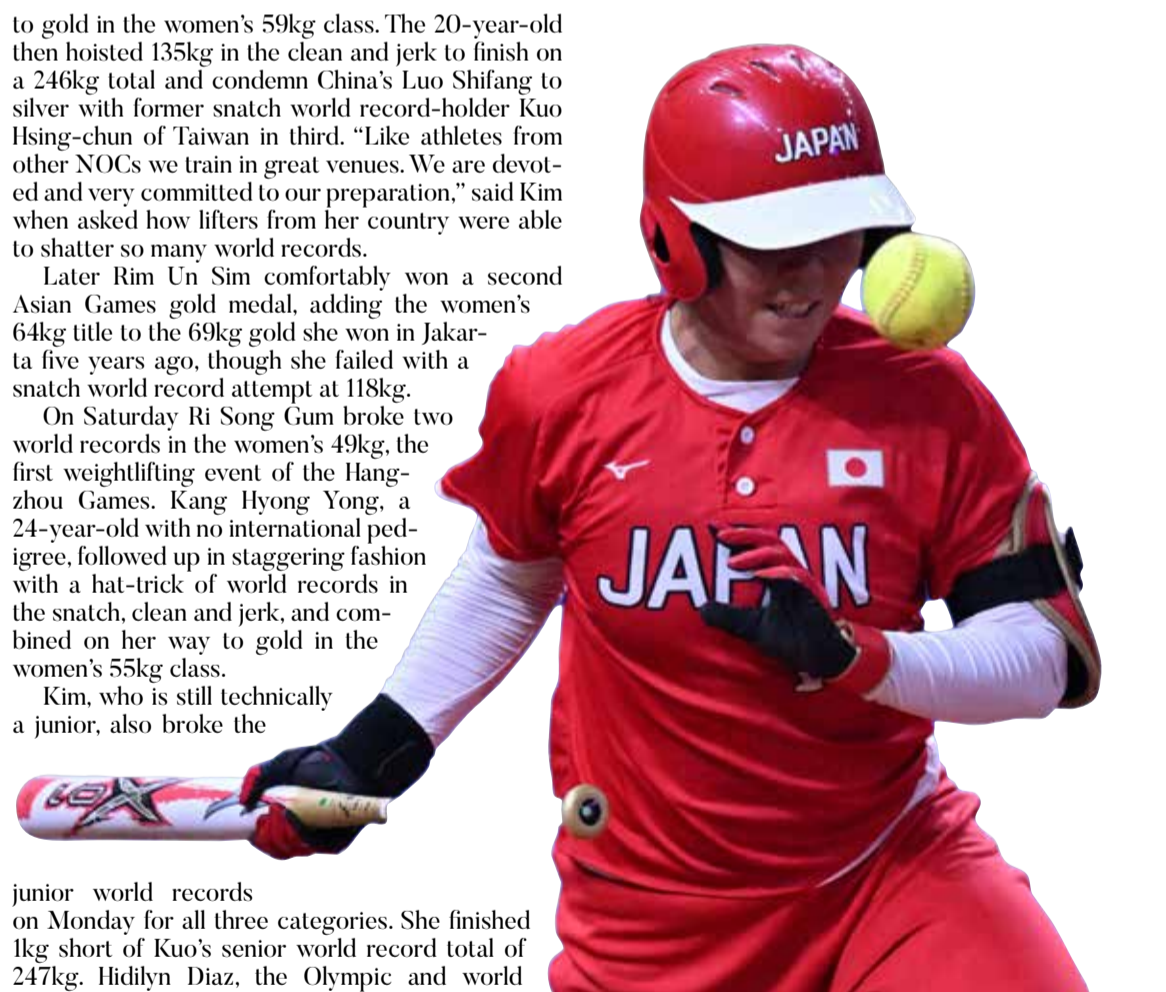 to gold in the women’s 59kg class. The 20-year-old
then hoisted 135kg in the clean and jerk to finish on
a 246kg total and condemn China’s Luo Shifang to
silver with former snatch world record-holder Kuo
Hsing-chun of Taiwan in third. “Like athletes from
other NOCs we train in great venues. We are devot-
ed and very committed to our preparation,” said Kim
when asked how lifters from her country were able
to shatter so many world records.
Later Rim Un Sim comfortably won a second
Asian Games gold medal, adding the women’s
64kg title to the 69kg gold she won in Jakar-
ta five years ago, though she failed with a
snatch world record attempt at 118kg.
On Saturday Ri Song Gum broke two
world records in the women’s 49kg, the
first weightlifting event of the Hang-
zhou Games. Kang Hyong Yong, a
24-year-old with no international ped-
igree, followed up in staggering fashion
with a hat-trick of world records in
the snatch, clean and jerk, and com-
bined on her way to gold in the
women’s 55kg class.
Kim, who is still technically
a junior, also broke the
junior world records
on Monday for all three categories. She finished
1kg short of Kuo’s senior world record total of
247kg. Hidilyn Diaz, the Olympic and world
JAPAN
JAPAN